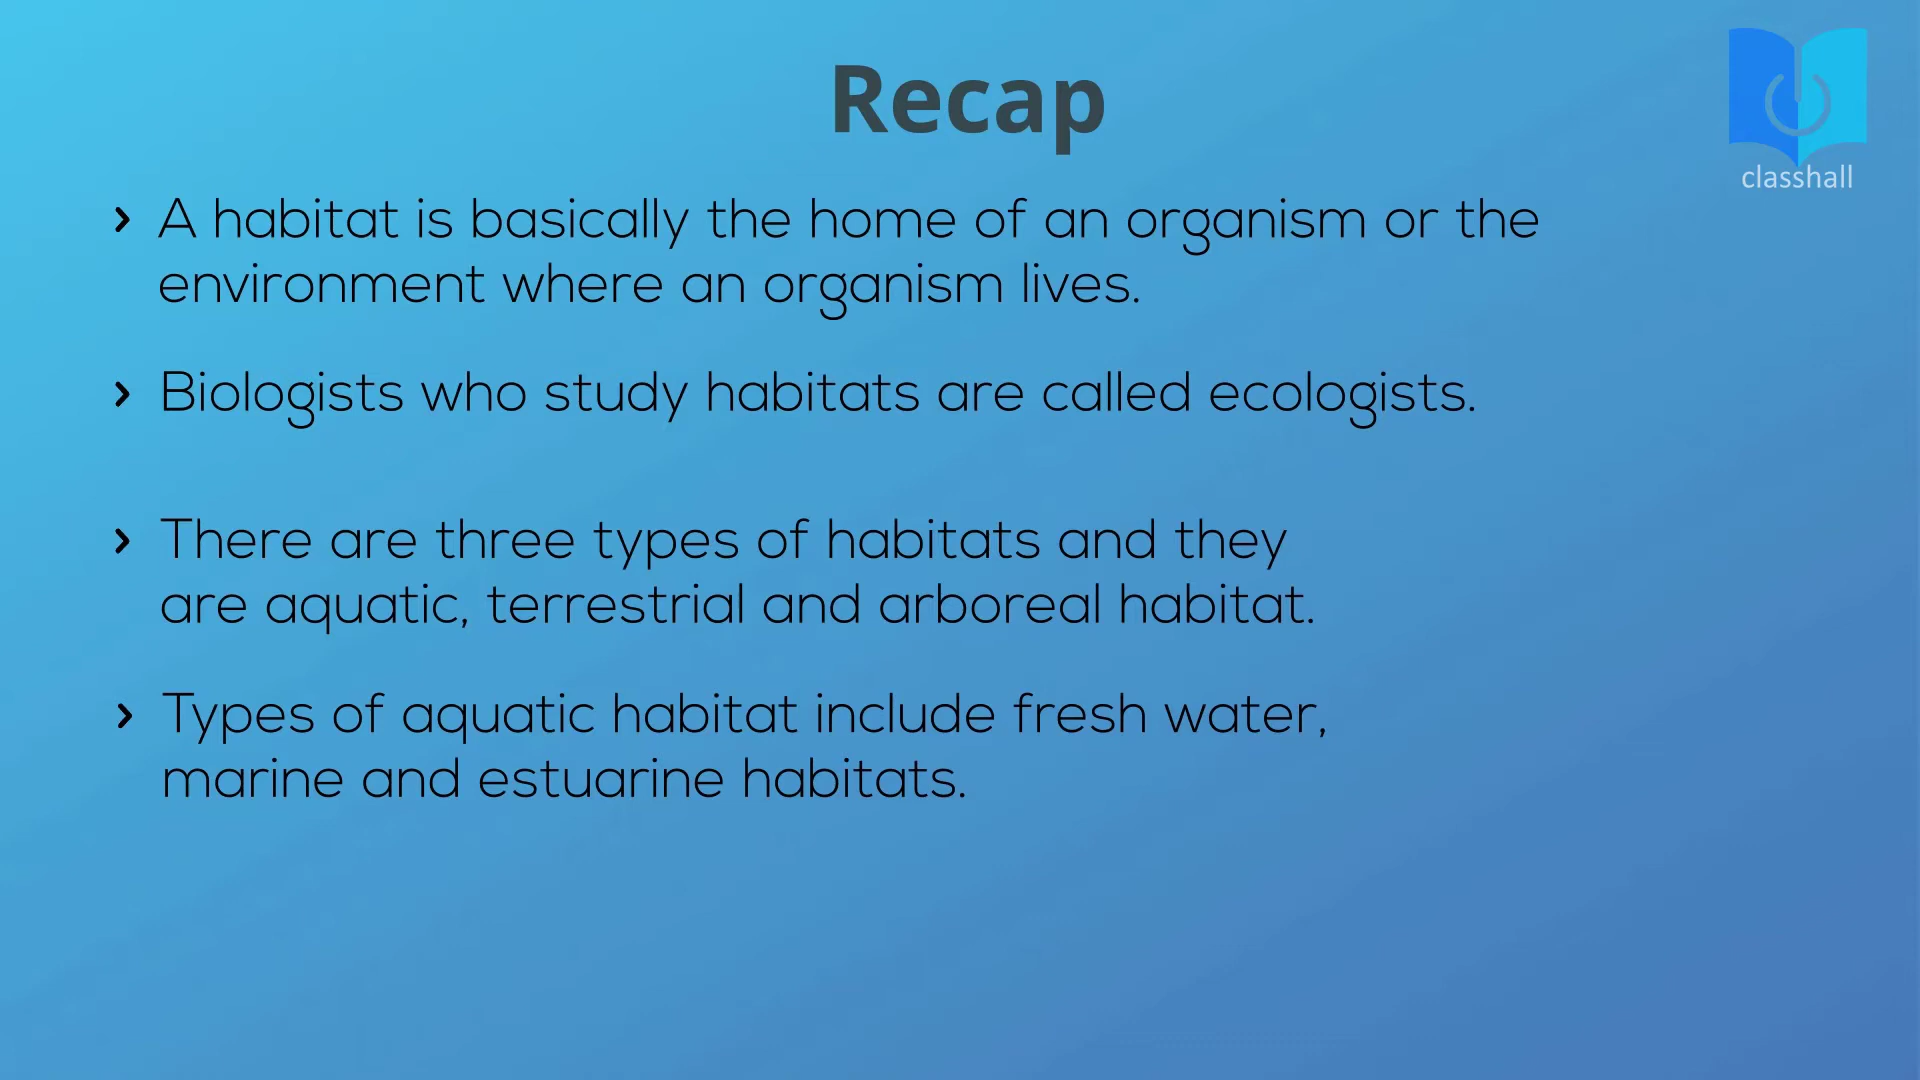 Recap
classhall
› A habitat is basically the home of an organism or the
environment where an organism lives.
› Biologists who study habitats are called ecologists.
› There are three types of habitats and they
are aquatic, terrestrial and arboreal habitat.
› Types of aquatic habitat include fresh water,
marine and estuarine habitats.